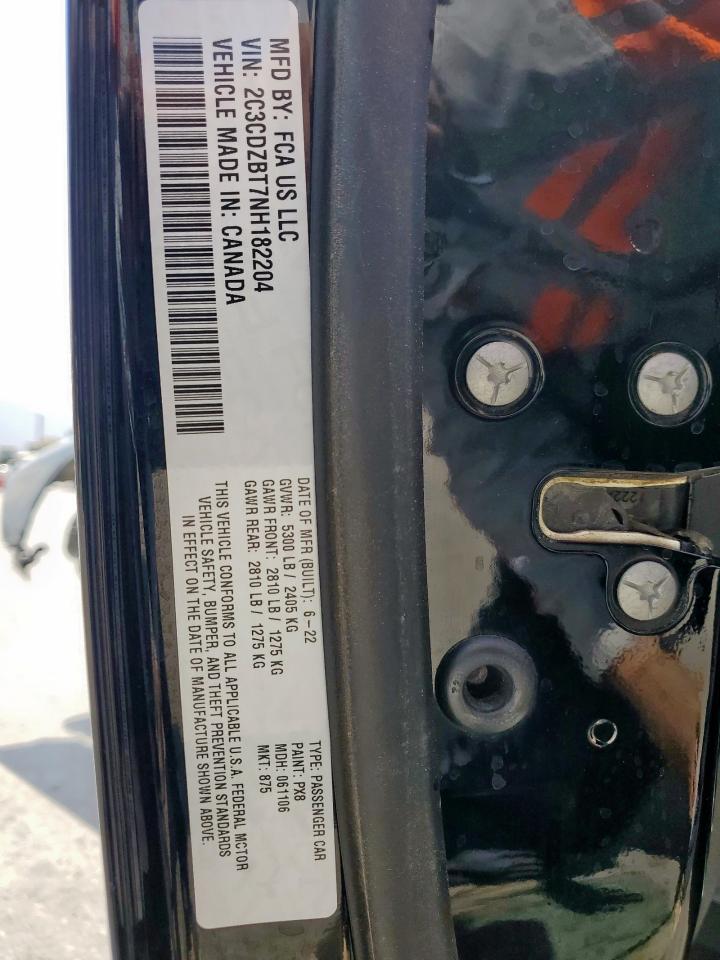 MFD BY: FCA US LLC
VIN: 2C3CDZBT7NH182204
VEHICLE MADE IN: CANADA
DATE OF MFR (BUILT): 6-22
GVWR: 5300 LB / 2405 KG
GAWR FRONT: 2810 LB / 1275 KG
GAWR REAR: 2810 LB / 1275 KG
THIS VEHICLE CONFORMS TO ALL APPLICABLE U.S.A. FEDERAL MOTOR
VEHICLE SAFETY, BUMPER, AND THEFT PREVENTION STANDARDS
IN EFFECT ON THE DATE OF MANUFACTURE SHOWN ABOVE.
TYPE: PASSENGER CAR
PAINT: PX8
MDH: 061106
MKT: 875